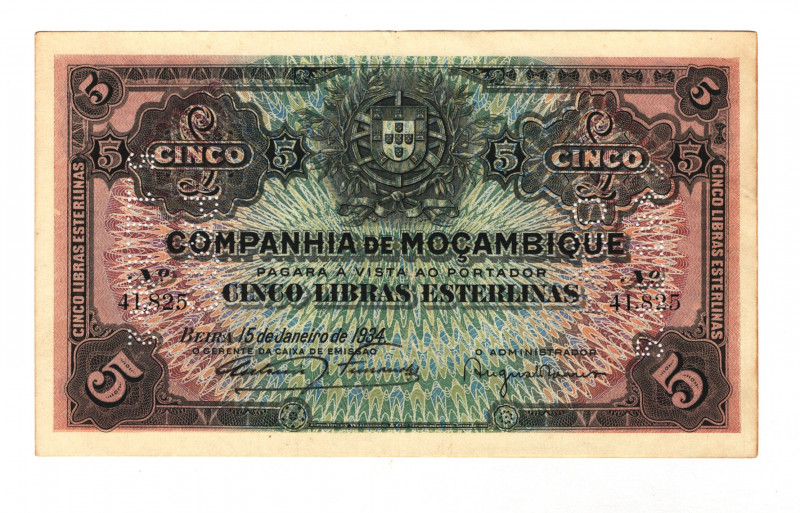 5 5
CINCO 5 5 CINCO 5
5
COMPANHIA DE MOÇAMBIQUE
PAGARÁ À VISTA AO PORTADOR
CINCO LIBRAS ESTERLINAS
Nº 41,825
Nº 41,825
BEIRA, 15 de Janeiro de 1934.
O GERENTE DA CAIXA DE EMISSÃO
O ADMINISTRADOR
5 5
CINCO LIBRAS ESTERLINAS
CINCO LIBRAS ESTERLINAS